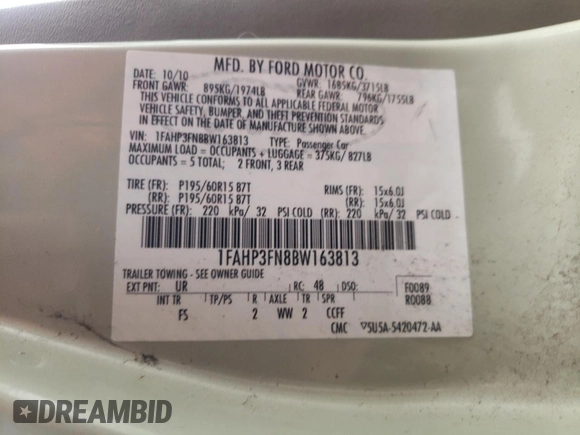 MFD. BY FORD MOTOR CO.
DATE: 10/10 GVWR: 1685KG/3715LB
FRONT GAWR: 895KG/1974LB REAR GAWR: 796KG/1755LB
THIS VEHICLE CONFORMS TO ALL APPLICABLE FEDERAL MOTOR
VEHICLE SAFETY, BUMPER, AND THEFT PREVENTION STANDARDS
IN EFFECT ON THE DATE OF MANUFACTURE SHOWN ABOVE.
VIN: 1FAHP3FN8BW163813 TYPE: Passenger Car
MAXIMUM LOAD = OCCUPANTS + LUGGAGE = 375KG/ 827LB
OCCUPANTS = 5 TOTAL; 2 FRONT, 3 REAR
TIRE (FR): P195/60R15 87T RIMS (FR): 15x6.0J
(RR): P195/60R15 87T (RR): 15x6.0J
PRESSURE (FR): 220 kPa/ 32 PSI COLD (RR): 220 kPa/ 32 PSI COLD
1FAHP3FN8BW163813
TRAILER TOWING - SEE OWNER GUIDE
EXT PNT: UR RC: 48 DSO: F0089
INT TR TP/PS R AXLE TR SPR R0088
FS 2 WW 2 CCFF
CMC 5U5A-5420472-AA
DREAMBID